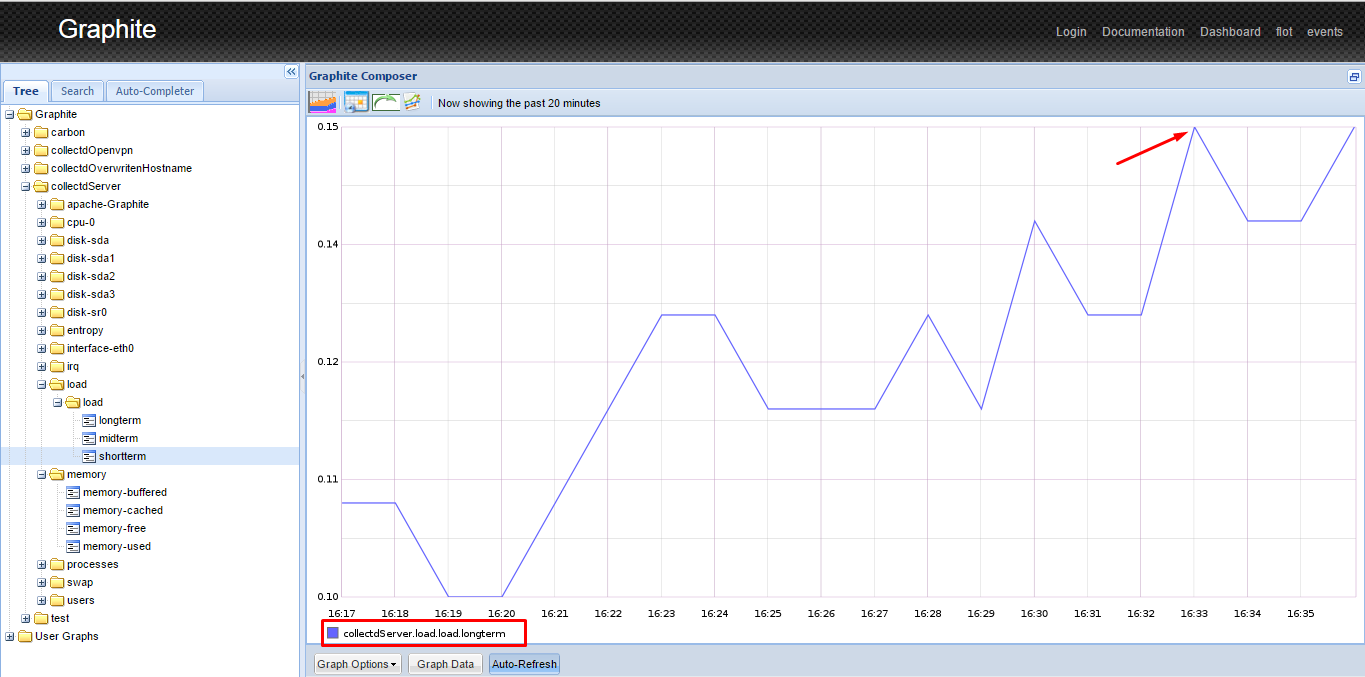 Graphite
Login Documentation Dashboard flot events
Tree Search Auto-Completer
Graphite
carbon
collectdOpenvpn
collectdOverwritenHostname
collectdServer
apache-Graphite
cpu-0
disk-sda
disk-sda1
disk-sda2
disk-sda3
disk-sr0
entropy
interface-eth0
irq
load
load
longterm
midterm
shortterm
memory
memory-buffered
memory-cached
memory-free
memory-used
processes
swap
users
test
User Graphs
Graphite Composer
Now showing the past 20 minutes
0.15
0.14
0.12
0.11
0.10
16:17 16:18 16:19 16:20 16:21 16:22 16:23 16:24 16:25 16:26 16:27 16:28 16:29 16:30 16:31 16:32 16:33 16:34 16:35
collectdServer.load.load.longterm
Graph Options Graph Data Auto-Refresh